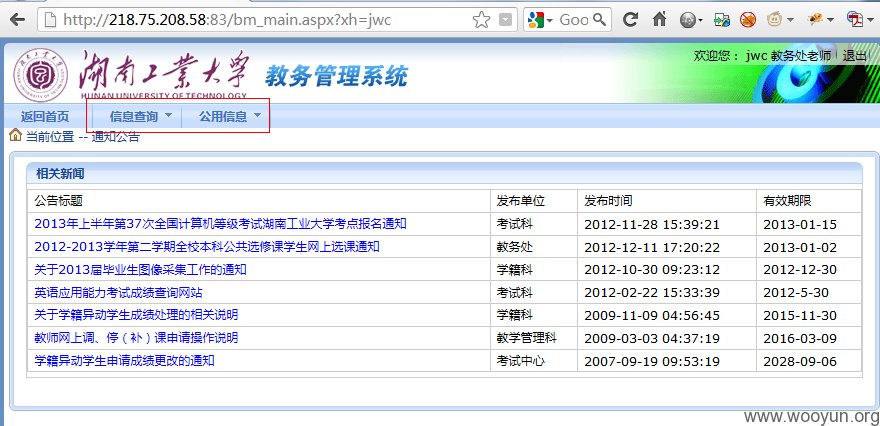 http://218.75.208.58:83/bm_main.aspx?xh=jwc
Goo
湖南工业大学
HUNAN UNIVERSITY OF TECHNOLOGY
教务管理系统
欢迎您： jwc 教务处老师 退出
返回首页 信息查询 公用信息
当前位置 -- 通知公告
相关新闻
公告标题 发布单位 发布时间 有效期限
2013年上半年第37次全国计算机等级考试湖南工业大学考点报名通知 考试科 2012-11-28 15:39:21 2013-01-15
2012-2013学年第二学期全校本科公共选修课学生网上选课通知 教务处 2012-12-11 17:20:22 2013-01-02
关于2013届毕业生图像采集工作的通知 学籍科 2012-10-30 09:23:12 2012-12-30
英语应用能力考试成绩查询网站 考试科 2012-02-22 15:33:39 2012-5-30
关于学籍异动学生成绩处理的相关说明 学籍科 2009-11-09 04:56:45 2015-11-30
教师网上调、停（补）课申请操作说明 教学管理科 2009-03-03 04:37:19 2016-03-09
学籍异动学生申请成绩更改的通知 考试中心 2007-09-19 09:53:19 2028-09-06
www.wooyun.org